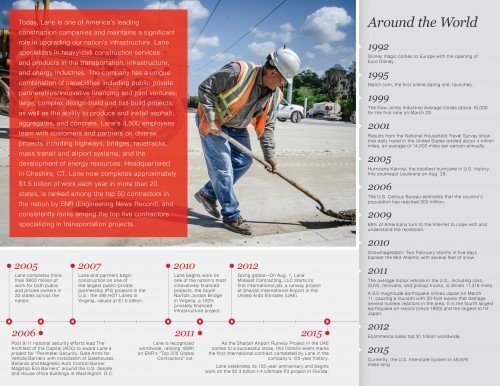 Today, Lane is one of America's leading
construction companies and maintains a significant
role in upgrading our nation's infrastructure. Lane
specializes in heavy civil construction services
and products in the transportation, infrastructure,
and energy industries. The company has a unique
combination of capabilities including public-private
partnerships/innovative financing and joint ventures;
large, complex design-build and bid-build projects;
as well as the ability to produce and install asphalt,
aggregates, and concrete. Lane's 4,500 employees
team with customers and partners on diverse
projects including highways, bridges, racetracks,
mass transit and airport systems, and the
development of energy resources. Headquartered
in Cheshire, CT, Lane now completes approximately
$1.6 billion of work each year in more than 20
states, is ranked among the top 50 contractors
in the nation by ENR (Engineering News Record), and
consistently ranks among the top five contractors
specializing in transportation projects.
2005
Lane completes more
than $800 million of
work for both public
and private owners in
20 states across the
nation.
2007
Lane and partners begin
construction on one of
the largest public-private
partnership (P3) projects in the
U.S.: the 495 HOT Lanes in
Virginia, valued at $1.5 billion.
2010
Lane begins work on
one of the nation's most
innovatively financed
projects, the South
Norfolk Jordan Bridge
in Virginia, a 100%
privately financed
infrastructure project.
2012
Going global—On Aug. 1, Lane
Mideast Contracting, LLC starts its
first international job, a runway project
at Sharjah International Airport in the
United Arab Emirates (UAE).
2006
Post 9/11 national security efforts lead The
Architect of the Capitol (AOC) to award Lane a
project for "Perimeter Security, Gate Arms for
Vehicle Barriers with Installation of Gatehouses,
Bollards and Magnetic Auto Control Beach
Magstop Eco Barriers" around the U.S. Senate
and House office buildings in Washington, D.C.
2011
Lane is recognized
worldwide, ranking 199th
on ENR's "Top 225 Global
Contractors" list.
2015
As the Sharjah Airport Runway Project in the UAE
comes to a successful close, this historic event marks
the first international contract completed by Lane in the
company's 125-year history.
Lane celebrates its 125-year anniversary and begins
work on the $2.3 billion I-4 Ultimate P3 project in Florida.
Around the World
1992
Disney magic comes to Europe with the opening of
Euro Disney.
1995
Match.com, the first online dating site, launches.
1999
The Dow Jones Industrial Average closes above 10,000
for the first time on March 29.
2001
Results from the National Household Travel Survey show
that daily travel in the United States totaled about 4 trillion
miles, an average of 14,500 miles per person annually.
2005
Hurricane Katrina, the costliest hurricane in U.S. history,
hits southeast Louisiana on Aug. 29.
2006
The U.S. Census Bureau estimates that the country's
population has reached 300 million.
2009
69% of Americans turn to the Internet to cope with and
understand the recession.
2010
Snowmageddon: Two February storms in five days
blanket the Mid-Atlantic with several feet of snow.
2011
The average motor vehicle in the U.S., including cars,
SUVs, minivans, and pickup trucks, is driven 11,318 miles.
A 9.0 magnitude earthquake strikes Japan on March
11, causing a tsunami with 30-foot waves that damage
several nuclear reactors in the area. It is the fourth largest
earthquake on record (since 1900) and the largest to hit
Japan.
2012
Ecommerce sales top $1 trillion worldwide.
2015
Currently, the U.S. Interstate System is 46,876
miles long.